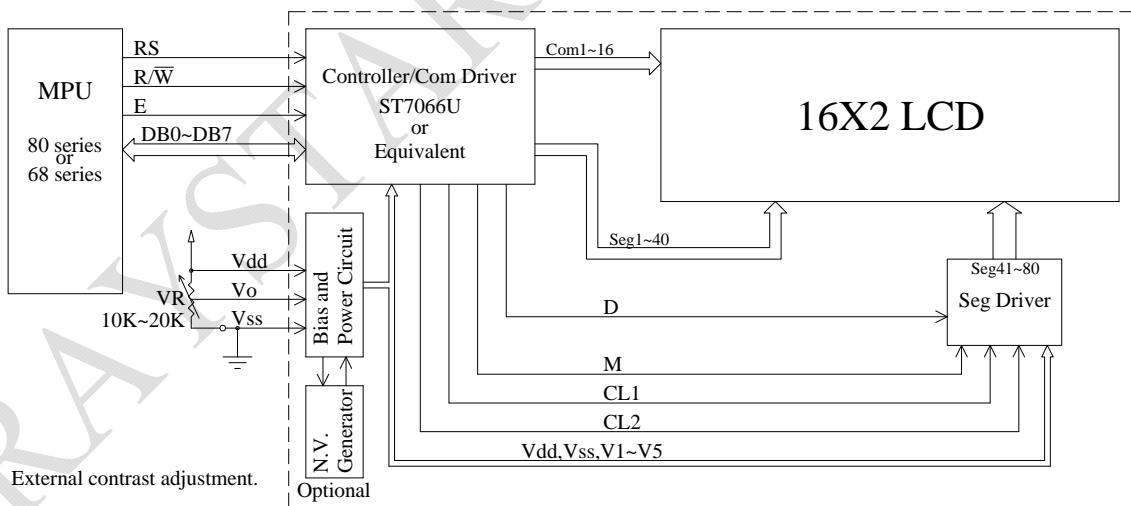 RS
R/W̅
E
DB0~DB7
MPU
80 series
or
68 series
Controller/Com Driver
ST7066U
or
Equivalent
Com1~16
16X2 LCD
Seg1~40
Seg41~80
Seg Driver
Vdd
Vo
Vss
VR
10K~20K
Bias and
Power Circuit
D
M
CL1
CL2
Vdd,Vss,V1~V5
N.V.
Generator
Optional
External contrast adjustment.
RAYSTAR